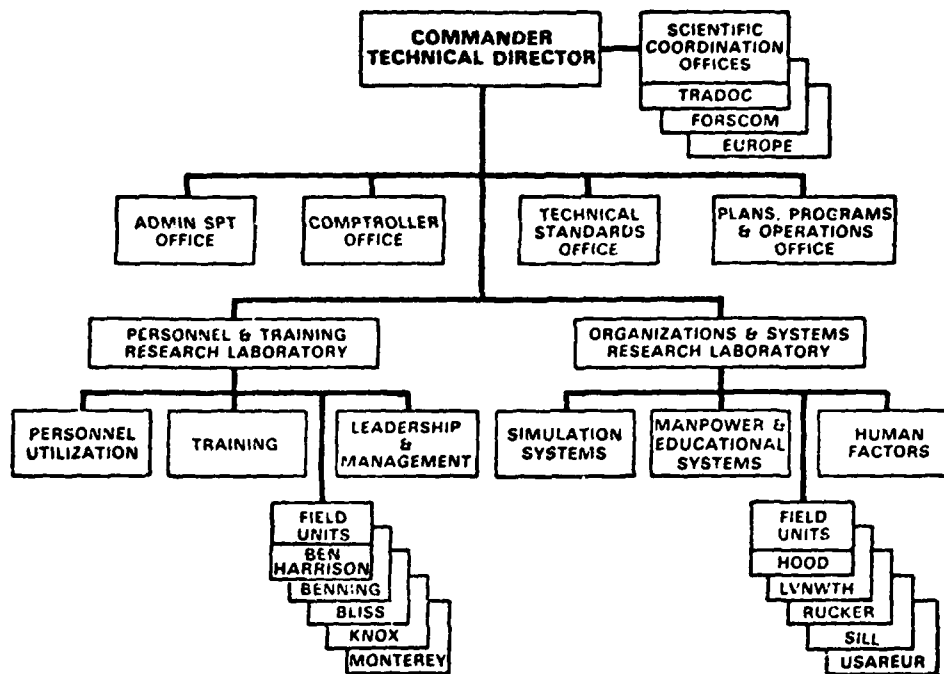 COMMANDER
TECHNICAL DIRECTOR
SCIENTIFIC
COORDINATION
OFFICES
TRADOC
FORSCOM
EUROPE
ADMIN SPT
OFFICE
COMPTROLLER
OFFICE
TECHNICAL
STANDARDS
OFFICE
PLANS, PROGRAMS
& OPERATIONS
OFFICE
PERSONNEL & TRAINING
RESEARCH LABORATORY
ORGANIZATIONS & SYSTEMS
RESEARCH LABORATORY
PERSONNEL
UTILIZATION
TRAINING
LEADERSHIP
&
MANAGEMENT
SIMULATION
SYSTEMS
MANPOWER &
EDUCATIONAL
SYSTEMS
HUMAN
FACTORS
FIELD
UNITS
BEN
HARRISON
BENNING
BLISS
KNOX
MONTEREY
FIELD
UNITS
HOOD
LVNWTH
RUCKER
SILL
USAREUR